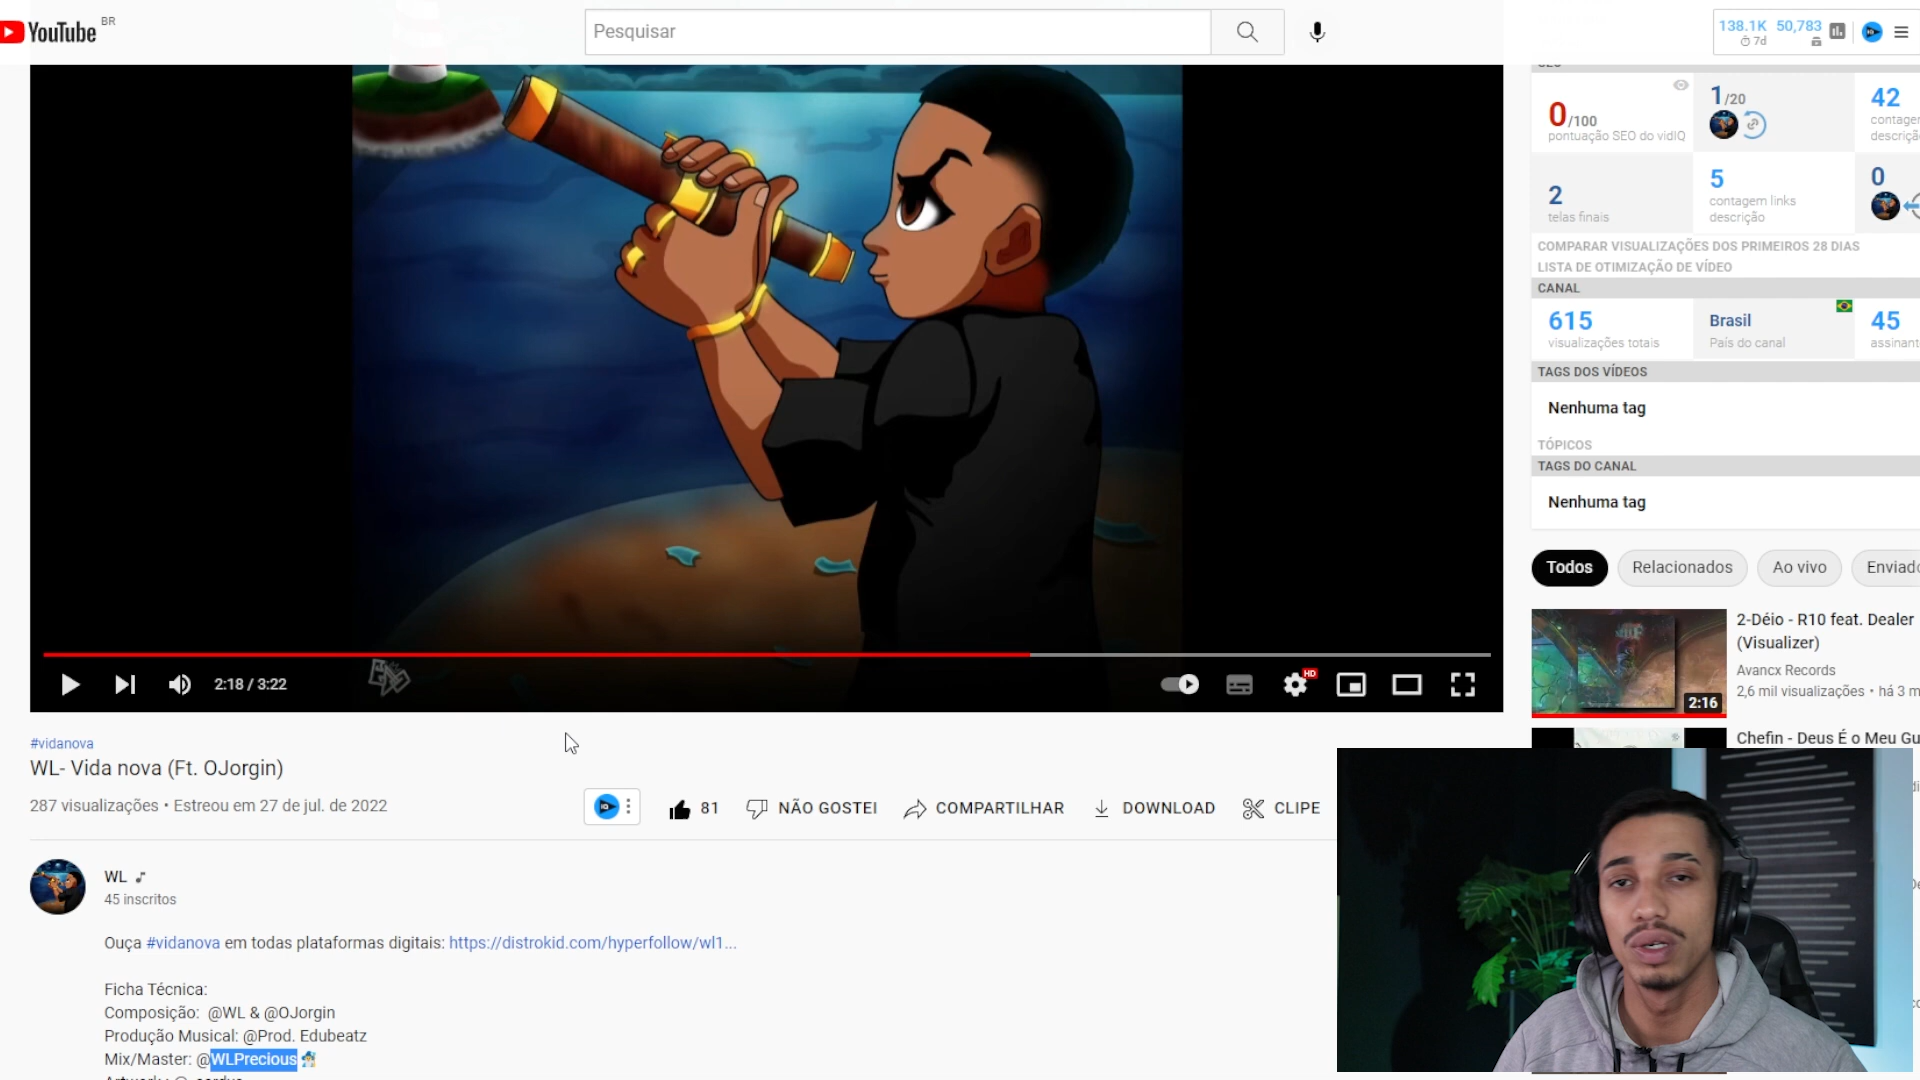 YouTube BR
Pesquisar
138.1K 50,783
7d
0/100
pontuação SEO do vidIQ
1/20
42
2
telas finais
5
contagem links
descrição
0
COMPARAR VISUALIZAÇÕES DOS PRIMEIROS 28 DIAS
LISTA DE OTIMIZAÇÃO DE VÍDEO
CANAL
615
visualizações totais
Brasil
País do canal
45
TAGS DOS VÍDEOS
Nenhuma tag
TÓPICOS
TAGS DO CANAL
Nenhuma tag
Todos
Relacionados
Ao vivo
2-Déio - R10 feat. Dealer
(Visualizer)
Avancx Records
2,6 mil visualizações • há 3 m
2:16
Chefin - Deus É o Meu Gu
2:18 / 3:22
HD
#vidanova
WL- Vida nova (Ft. OJorgin)
287 visualizações • Estreou em 27 de jul. de 2022
81
NÃO GOSTEI
COMPARTILHAR
DOWNLOAD
CLIPE
WL
45 inscritos
Ouça #vidanova em todas plataformas digitais: https://distrokid.com/hyperfollow/wl1...
Ficha Técnica:
Composição: @WL & @OJorgin
Produção Musical: @Prod. Edubeatz
Mix/Master: @WLPrecious